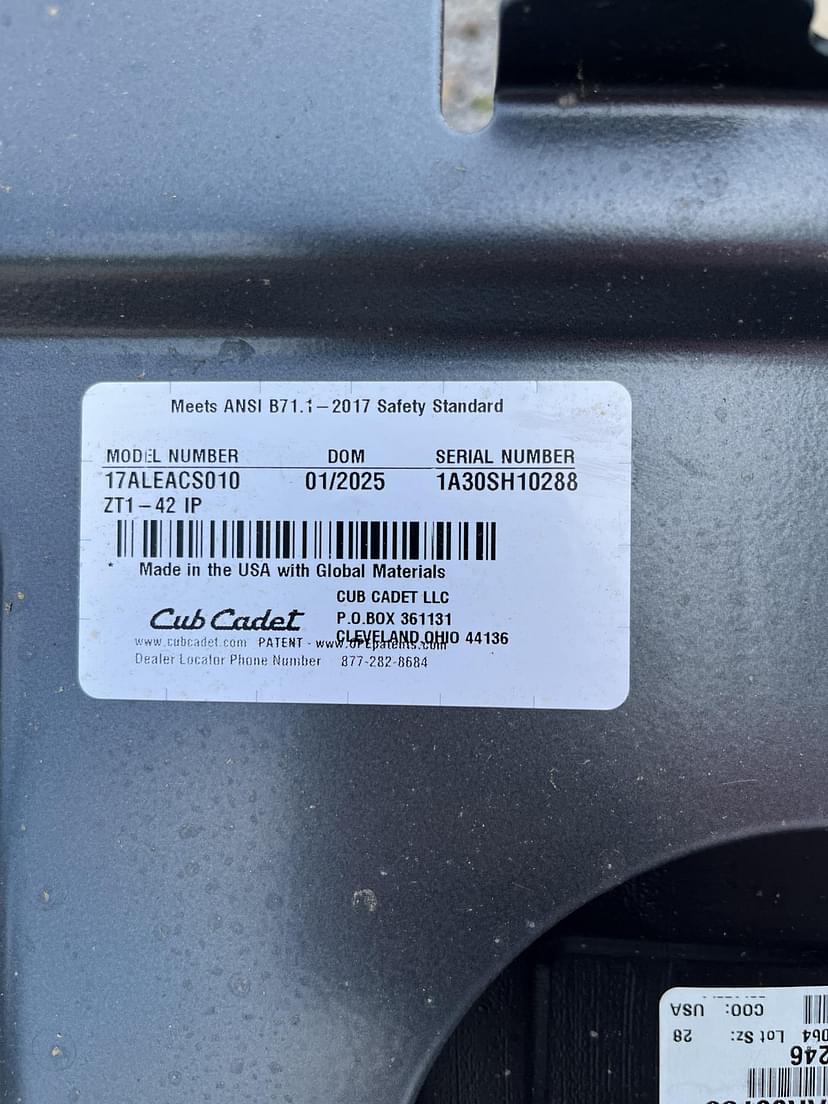 Meets ANSI B71.1-2017 Safety Standard
MODEL NUMBER DOM SERIAL NUMBER
17ALEACS010 01/2025 1A30SH10288
ZT1-42 IP
Made in the USA with Global Materials
CUB CADET LLC
Cub Cadet P.O.BOX 361131
CLEVELAND OHIO 44136
www.cubcadet.com PATENT - www.OPEpatents.com
Dealer Locator Phone Number 877-282-8684
COO: USA
Lot Sz: 28
246